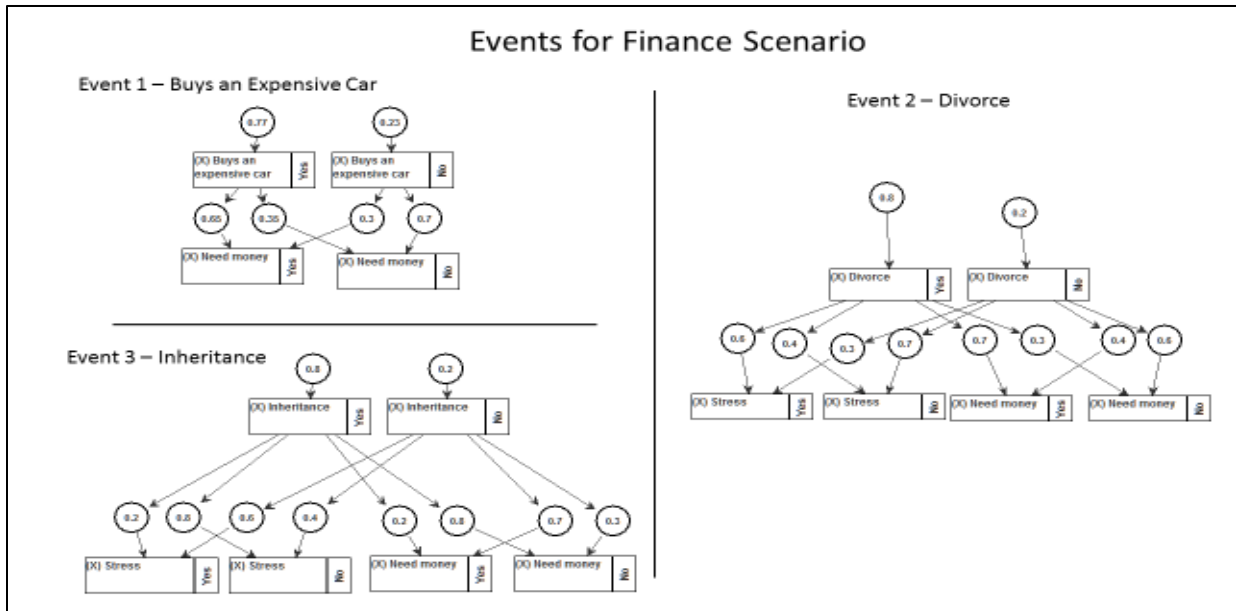 Events for Finance Scenario
Event 1 – Buys an Expensive Car
0.77
0.23
(X) Buys an
expensive car
Yes
(X) Buys an
expensive car
No
0.65
0.35
0.3
0.7
(X) Need money
Yes
(X) Need money
No
Event 2 – Divorce
0.8
0.2
(X) Divorce
Yes
(X) Divorce
No
0.6
0.4
0.3
0.7
0.7
0.3
0.4
0.6
(X) Stress
Yes
(X) Stress
No
(X) Need money
Yes
(X) Need money
No
Event 3 – Inheritance
0.8
0.2
(X) Inheritance
Yes
(X) Inheritance
No
0.2
0.8
0.6
0.4
0.2
0.8
0.7
0.3
(X) Stress
Yes
(X) Stress
No
(X) Need money
Yes
(X) Need money
No